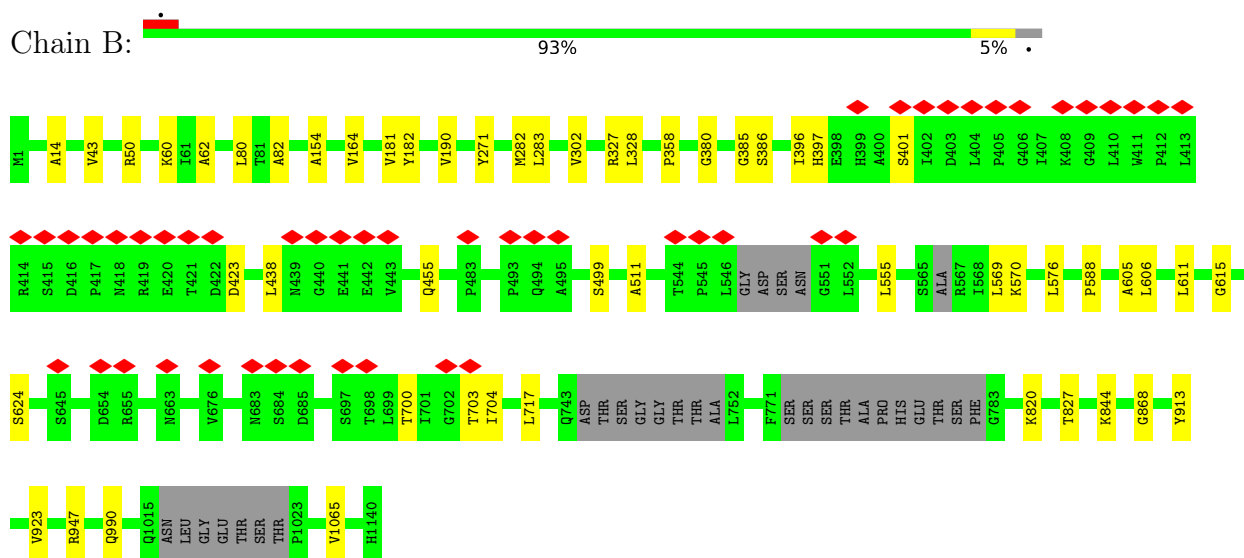 •
Chain B:
93% 5% •
M1 A14 V43 R50 K60 I61 A62 L80 T81 A82 A154 V164 V181 Y182 V190 Y271 M282 L283 V302 R327 L328 P358 G380 G385 S386 I396 H397 E398 H399 A400 S401 I402 D403 L404 P405 G406 I407 K408 G409 L410 W411 P412 L413
R414 S415 D416 P417 N418 R419 E420 T421 D422 D423 L438 N439 G440 E441 E442 V443 Q455 P483 P493 Q494 A495 S499 A511 T544 P545 L546 GLY ASP SER ASN G551 L552 L555 S565 ALA R567 I568 L569 K570 L576 P588 A605 L606 L611 G615
S624 S645 D654 R655 N663 V676 N683 S684 D685 S697 T698 L699 T700 I701 G702 T703 I704 L717 Q743 ASP THR SER GLY GLY THR THR ALA L752 F771 SER SER SER THR ALA PRO HIS GLU THR SER PHE G783 K820 T827 K844 G868 Y913
V923 R947 Q990 Q1015 ASN LEU GLY GLU THR SER THR P1023 V1065 H1140